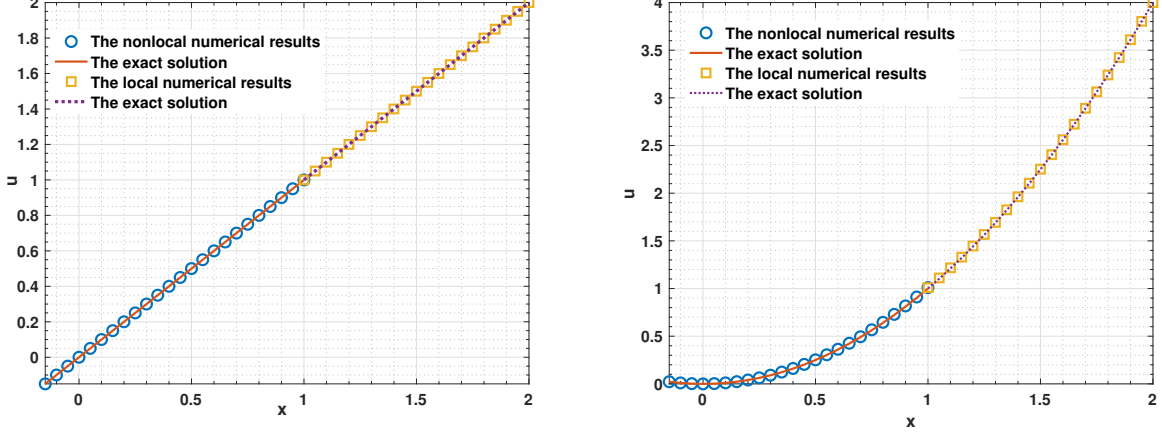 2
1.8
1.6
1.4
1.2
1
0.8
0.6
0.4
0.2
0
u
The nonlocal numerical results
The exact solution
The local numerical results
The exact solution
0
0.5
1
1.5
2
x
4
3.5
3
2.5
2
1.5
1
0.5
0
u
The nonlocal numerical results
The exact solution
The local numerical results
The exact solution
0
0.5
1
1.5
2
x